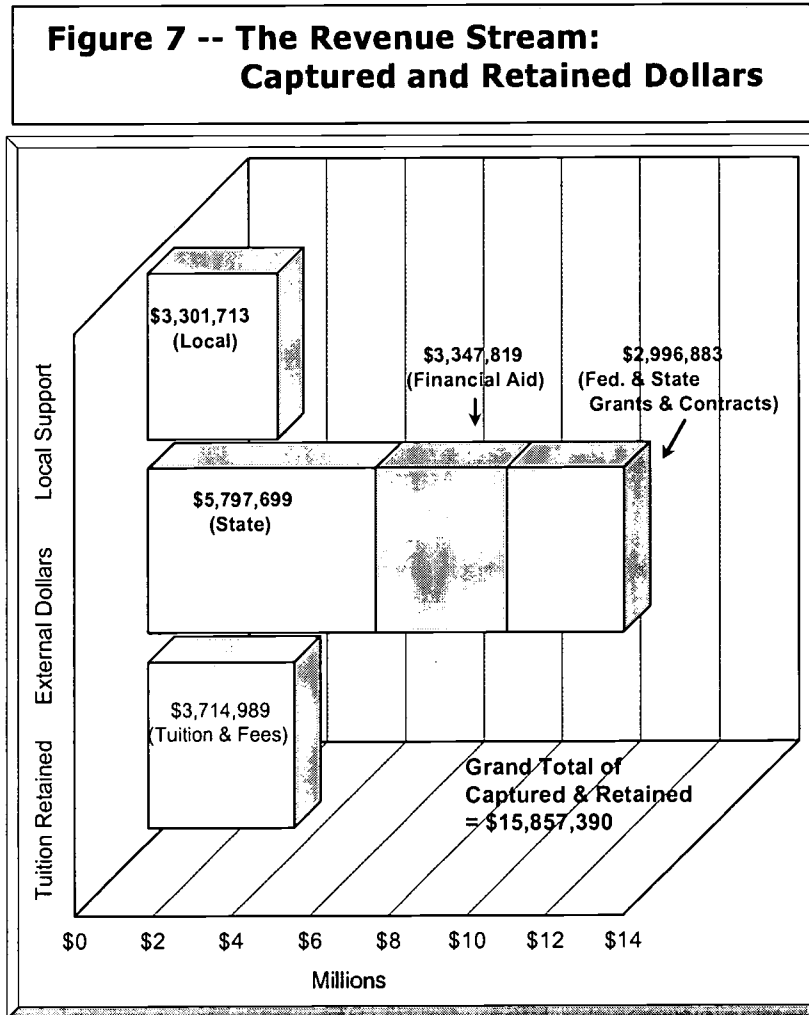 Figure 7 -- The Revenue Stream:
Captured and Retained Dollars
$3,301,713
(Local)
$3,347,819
(Financial Aid)
$2,996,883
(Fed. & State
Grants & Contracts)
$5,797,699
(State)
$3,714,989
(Tuition & Fees)
Grand Total of
Captured & Retained
= $15,857,390
Local Support
External Dollars
Tuition Retained
$0 $2 $4 $6 $8 $10 $12 $14
Millions